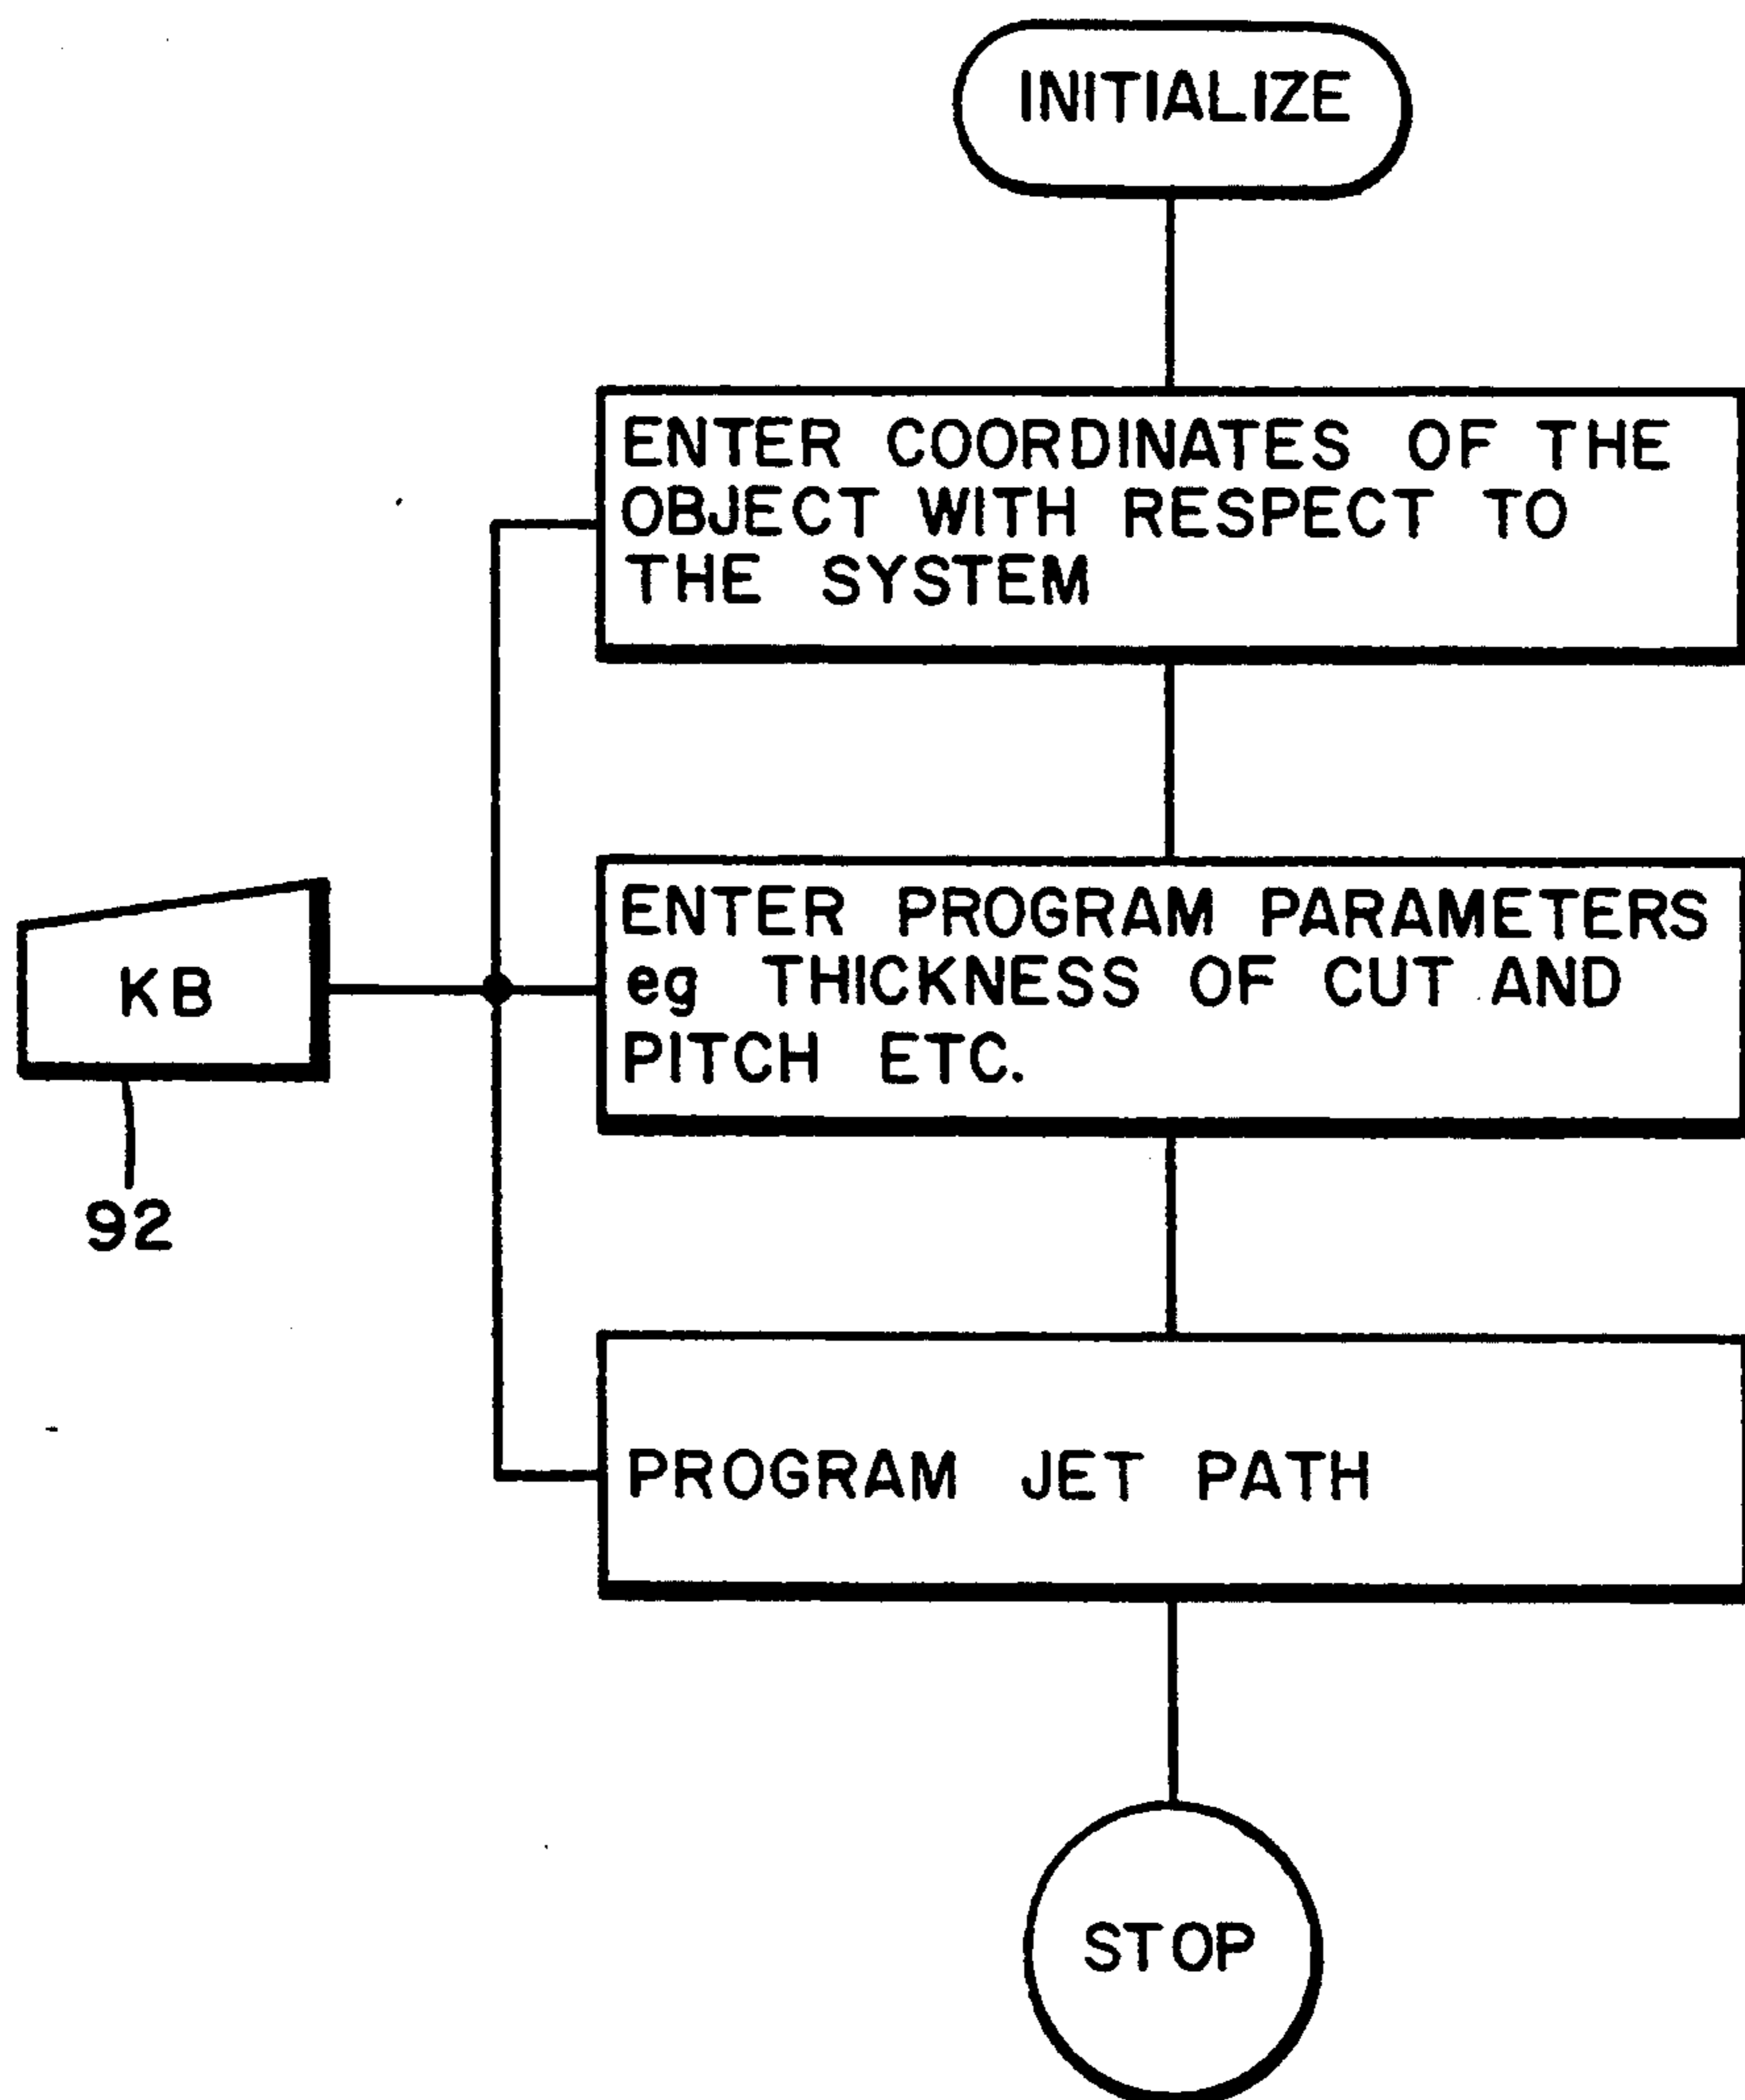 INITIALIZE
ENTER COORDINATES OF THE
OBJECT WITH RESPECT TO
THE SYSTEM
KB
92
ENTER PROGRAM PARAMETERS
eg THICKNESS OF CUT AND
PITCH ETC.
PROGRAM JET PATH
STOP